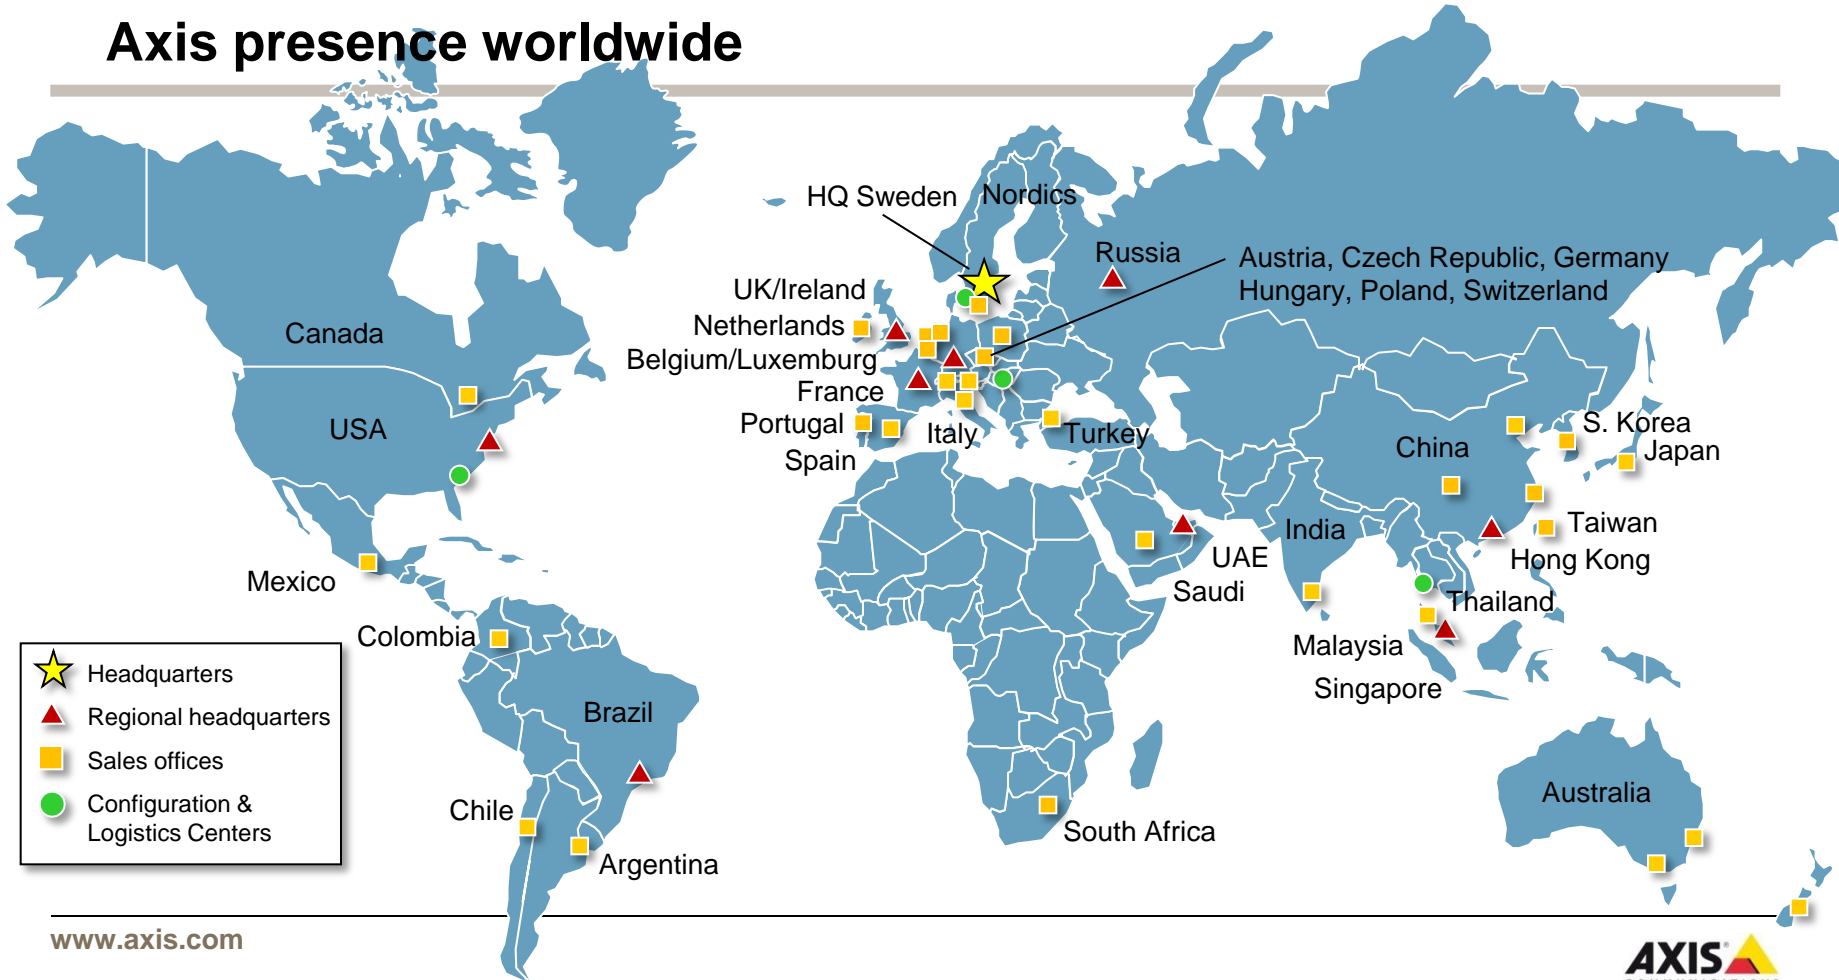 Axis presence worldwide
HQ Sweden
Nordics
Russia
Austria, Czech Republic, Germany
Hungary, Poland, Switzerland
UK/Ireland
Netherlands
Belgium/Luxemburg
France
Portugal
Spain
Italy
Turkey
Canada
USA
Mexico
Colombia
Brazil
Chile
Argentina
China
S. Korea
Japan
India
Taiwan
Hong Kong
UAE
Saudi
Thailand
Malaysia
Singapore
South Africa
Australia
Headquarters
Regional headquarters
Sales offices
Configuration &
Logistics Centers
www.axis.com
AXIS